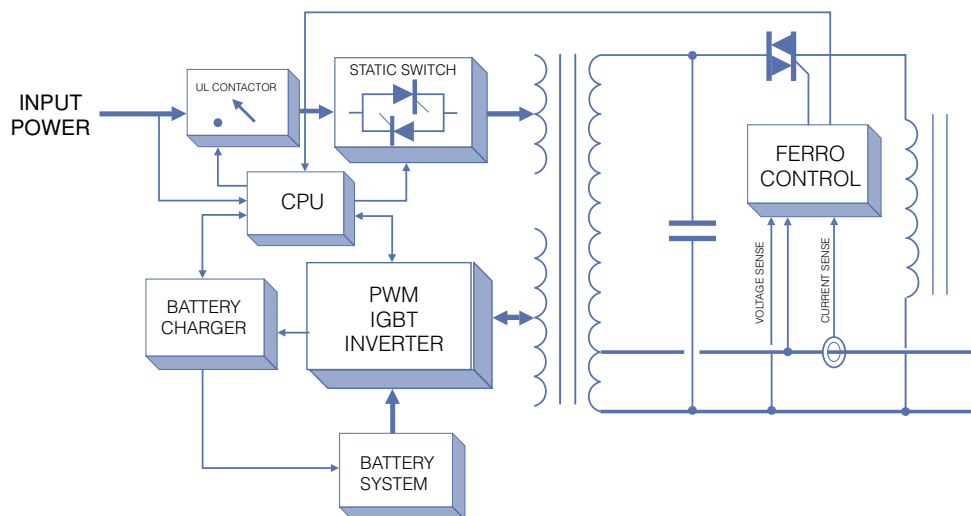 INPUT
POWER
UL CONTACTOR
STATIC SWITCH
CPU
FERRO
CONTROL
VOLTAGE SENSE
CURRENT SENSE
BATTERY
CHARGER
PWM
IGBT
INVERTER
BATTERY
SYSTEM